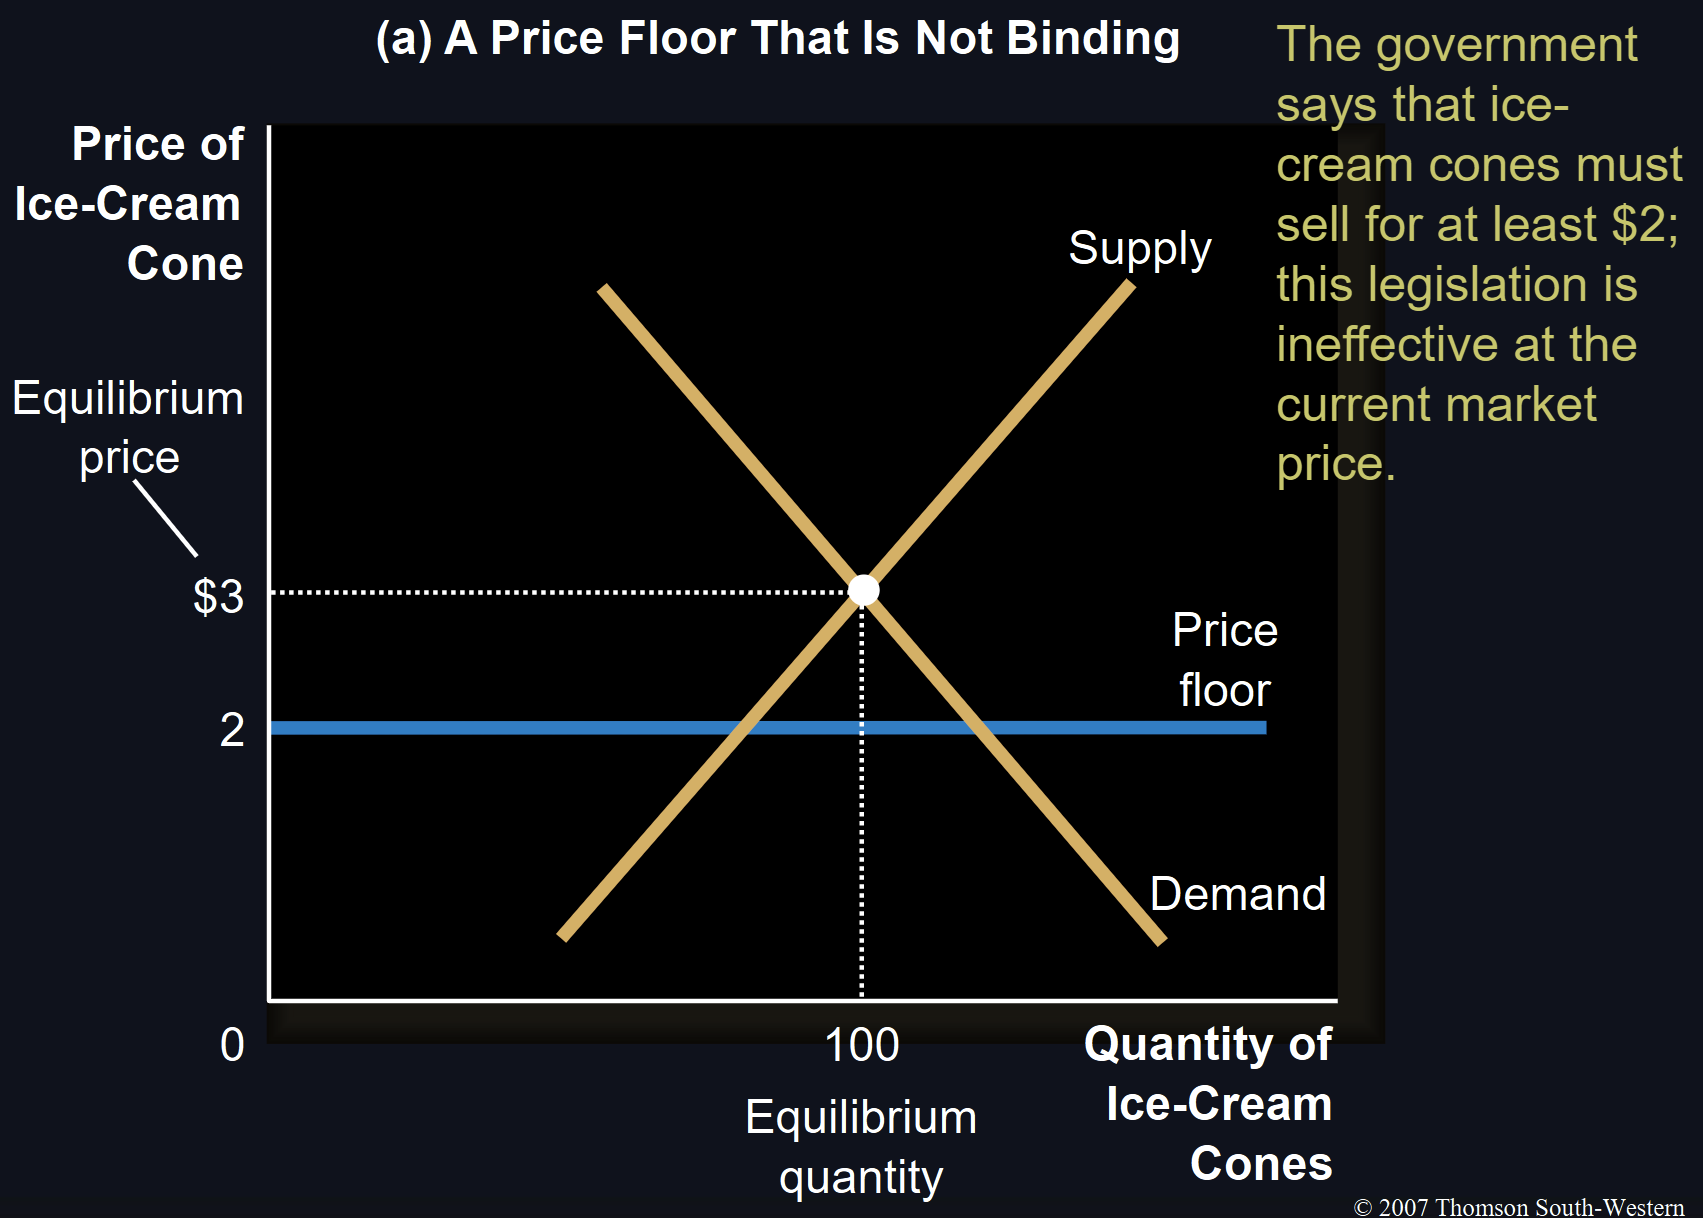 (a) A Price Floor That Is Not Binding
The government
says that ice-
cream cones must
sell for at least $2;
this legislation is
ineffective at the
current market
price.
Price of
Ice-Cream
Cone
Supply
Equilibrium
price
$3
Price
floor
2
Demand
0
100
Quantity of
Ice-Cream
Cones
Equilibrium
quantity
© 2007 Thomson South-Western